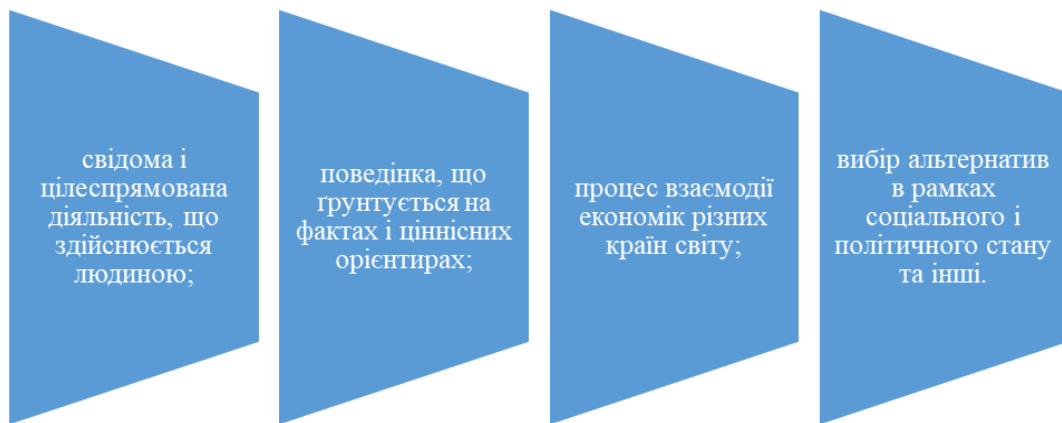 свідома і
цілеспрямована
діяльність, що
здійснюється
людиною;
поведінка, що
ґрунтується на
фактах і ціннісних
орієнтирах;
процес взаємодії
економік різних
країн світу;
вибір альтернатив
в рамках
соціального і
політичного стану
та інші.